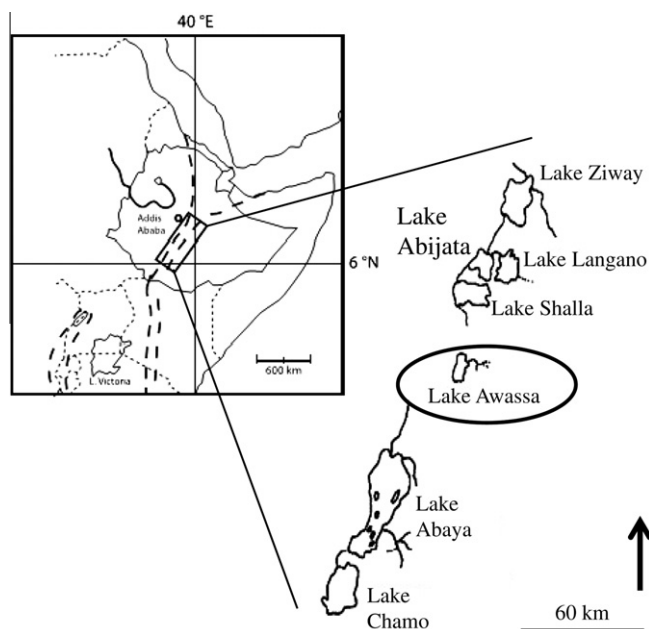 40 °E
Addis
Ababa
6 °N
L. Victoria
600 km
Lake Ziway
Lake
Abijata
Lake Langano
Lake Shalla
Lake Awassa
Lake
Abaya
Lake
Chamo
60 km